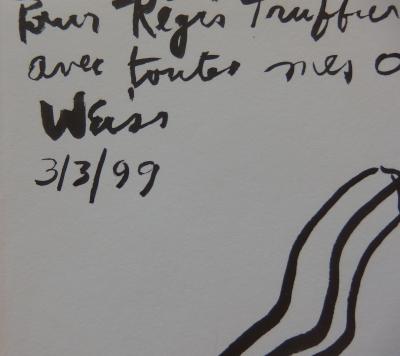 Pour Régis Truffier
avec toutes mes
Weiss
3/3/99